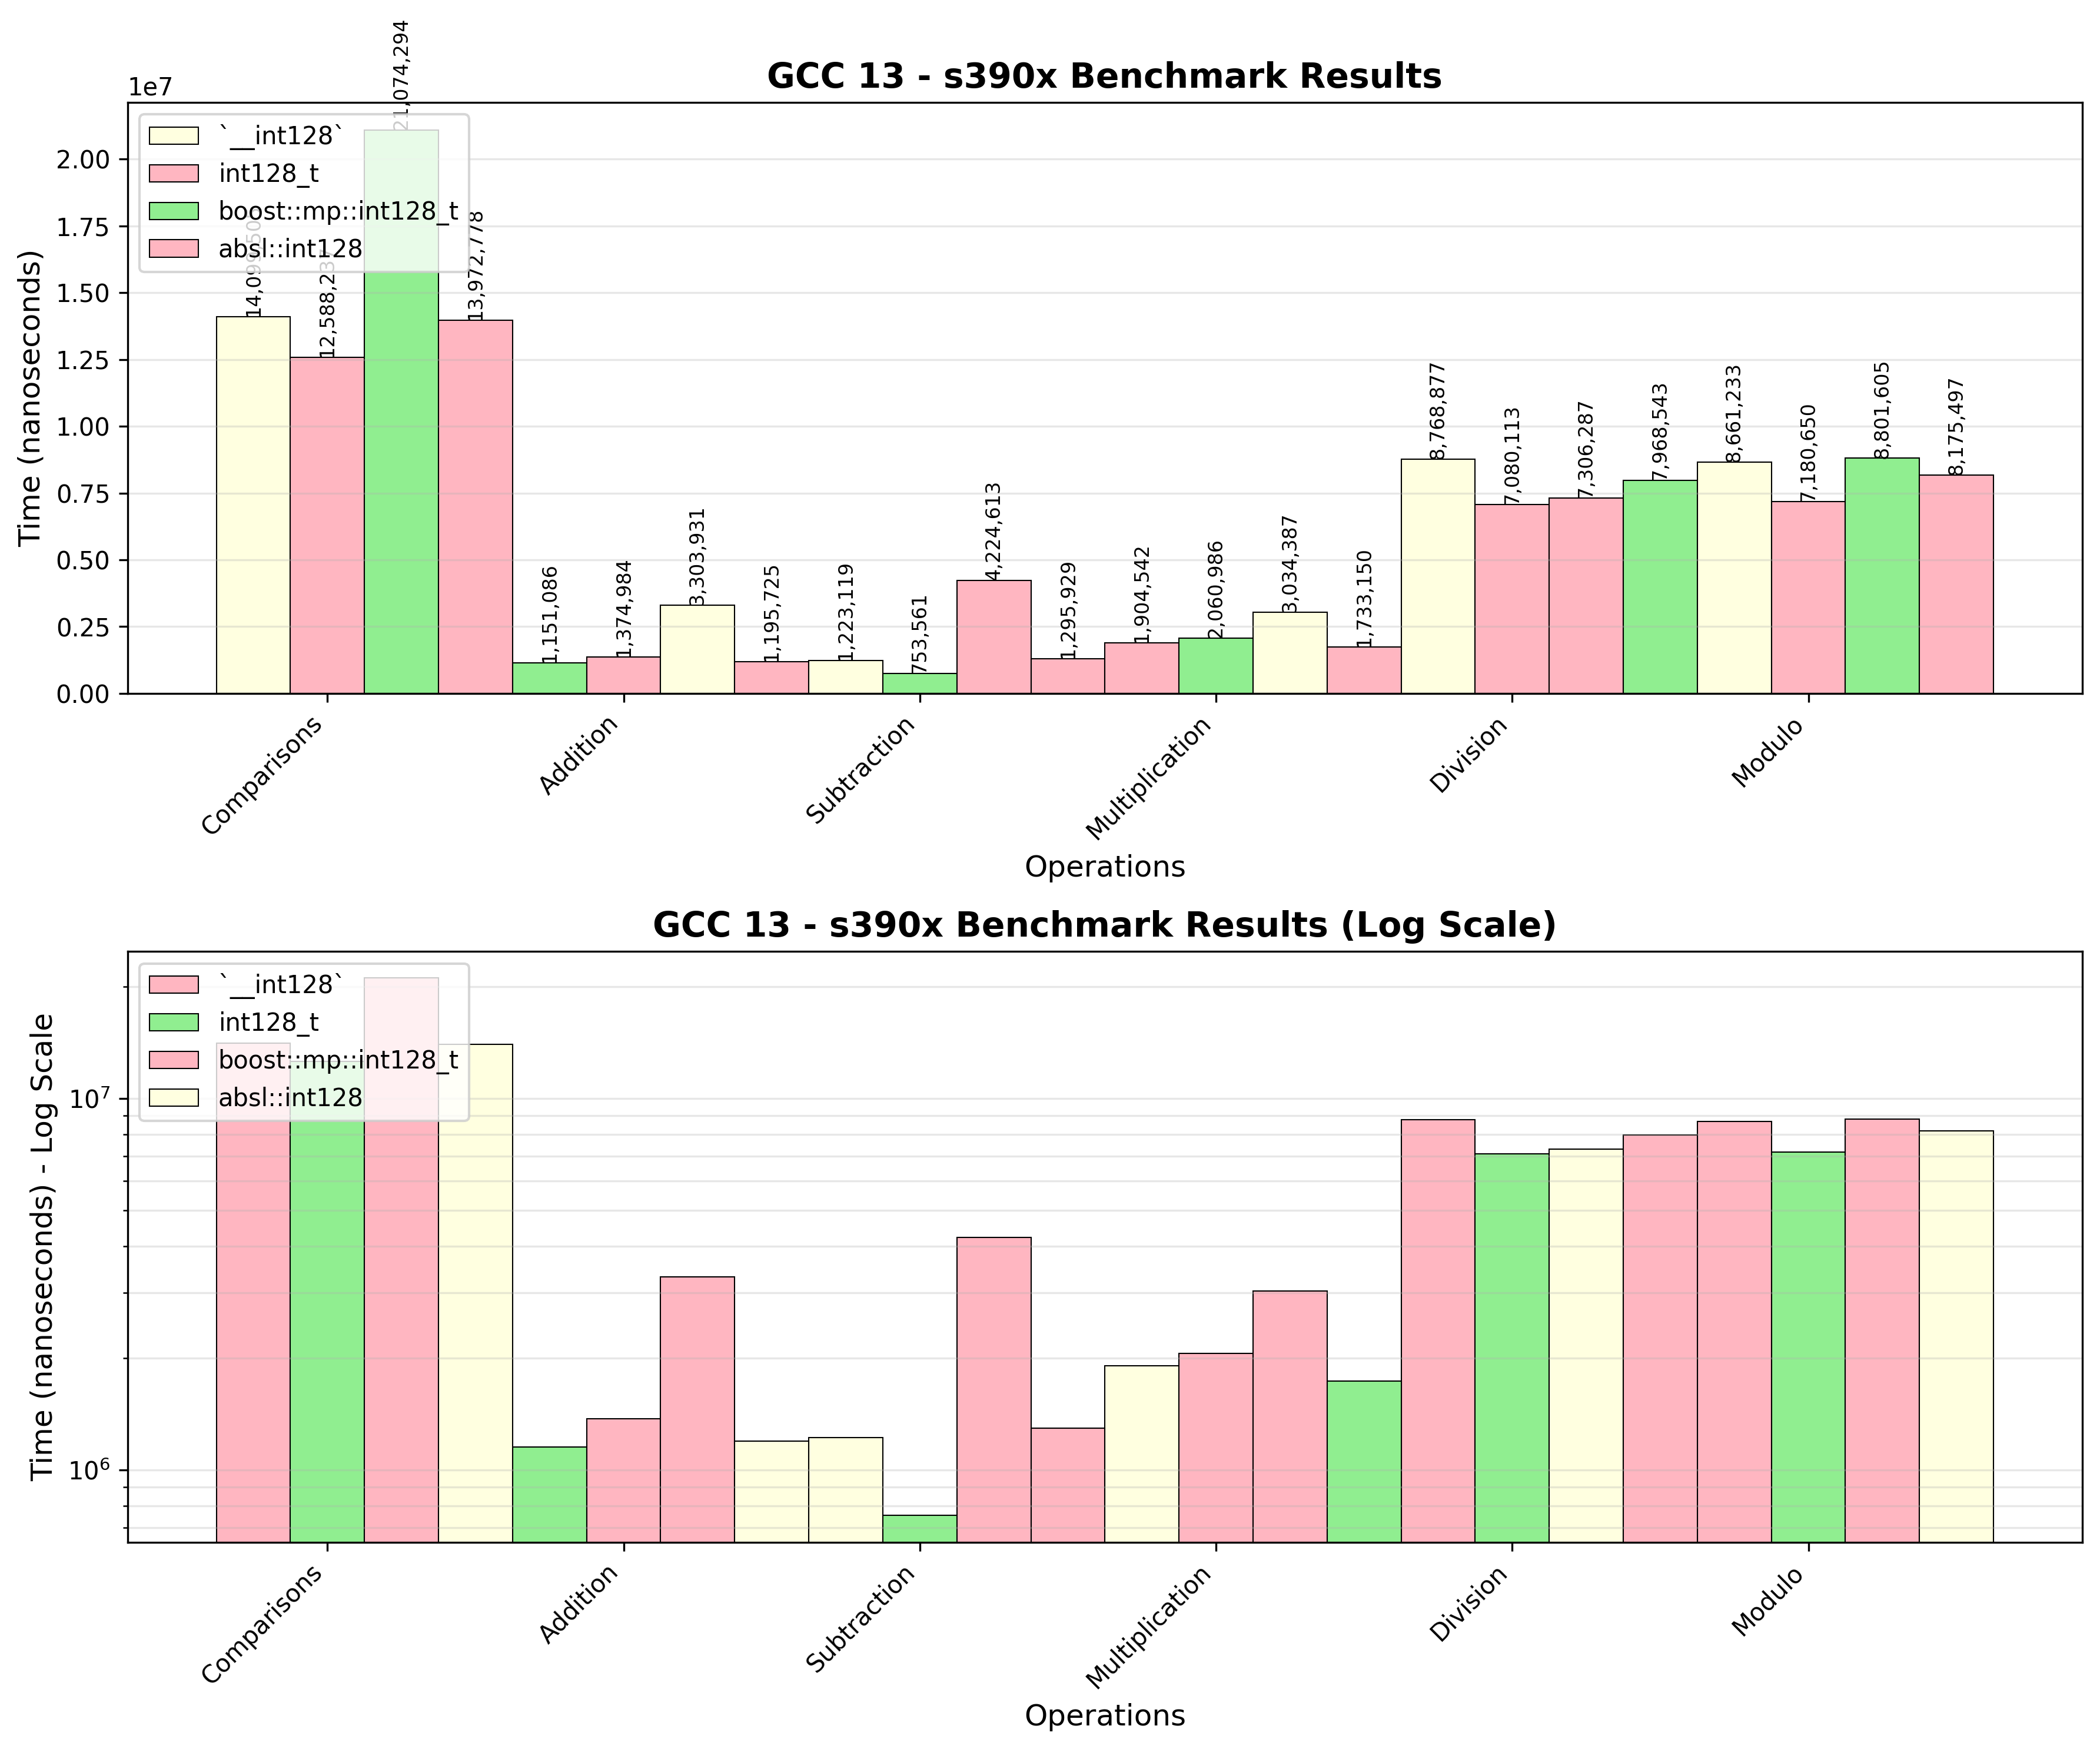 GCC 13 - s390x Benchmark Results
1e7
Time (nanoseconds)
2.00
1.75
1.50
1.25
1.00
0.75
0.50
0.25
0.00
`__int128`
int128_t
boost::mp::int128_t
absl::int128
21,074,294
13,972,778
1,151,086
1,374,984
3,303,931
1,195,725
1,223,119
753,561
4,224,613
1,295,929
1,904,542
2,060,986
3,034,387
1,733,150
8,768,877
7,080,113
7,306,287
7,968,543
8,661,233
7,180,650
8,801,605
8,175,497
Comparisons
Addition
Subtraction
Multiplication
Division
Modulo
Operations
GCC 13 - s390x Benchmark Results (Log Scale)
Time (nanoseconds) - Log Scale
10⁷
10⁶
`__int128`
int128_t
boost::mp::int128_t
absl::int128
Comparisons
Addition
Subtraction
Multiplication
Division
Modulo
Operations